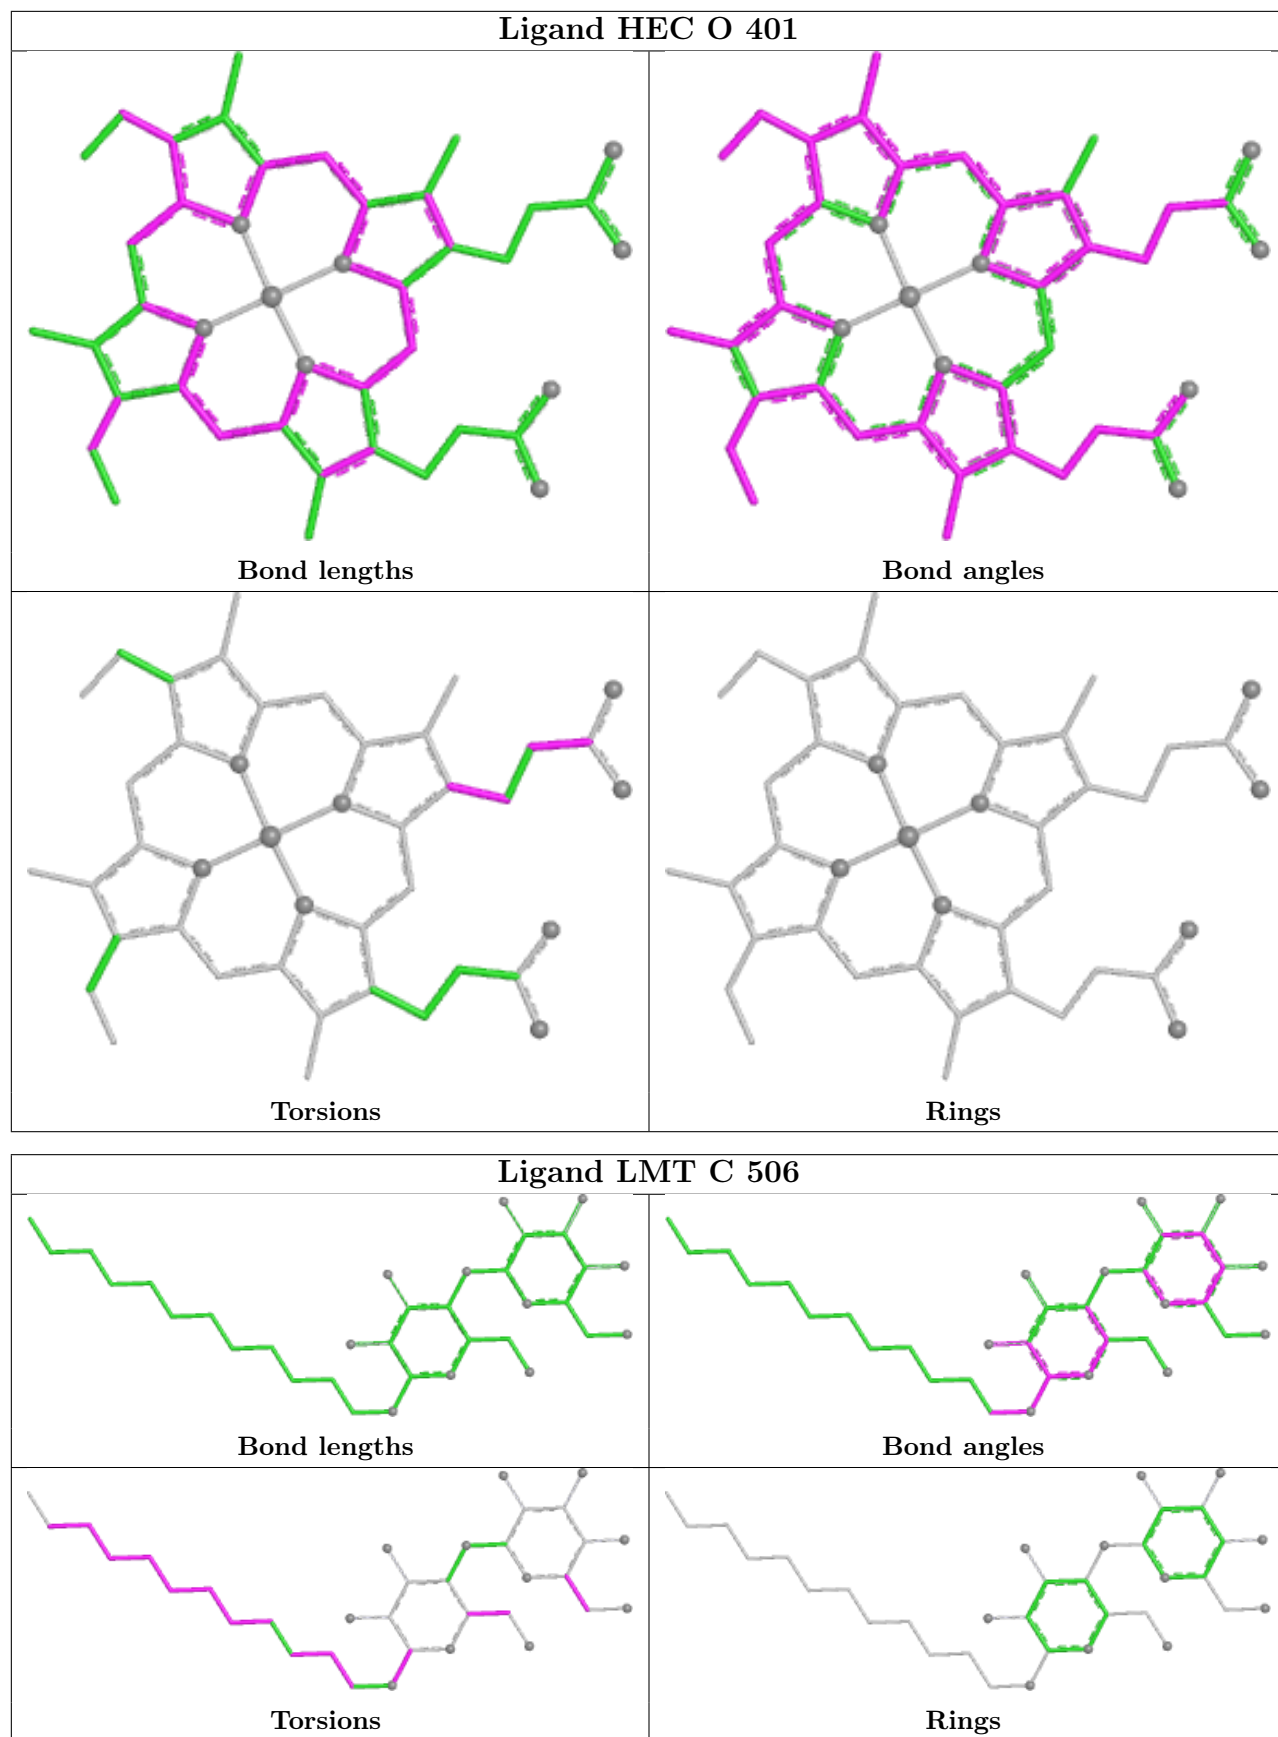 Ligand HEC O 401
Bond lengths
Bond angles
Torsions
Rings
Ligand LMT C 506
Bond lengths
Bond angles
Torsions
Rings